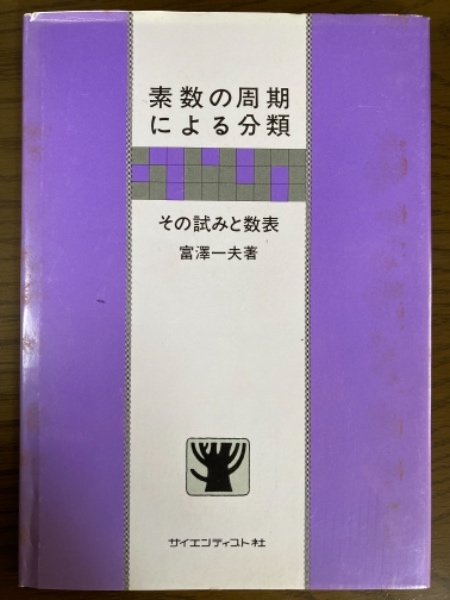 素数の周期
による分類
その試みと数表
富澤一夫著
サイエンティスト社